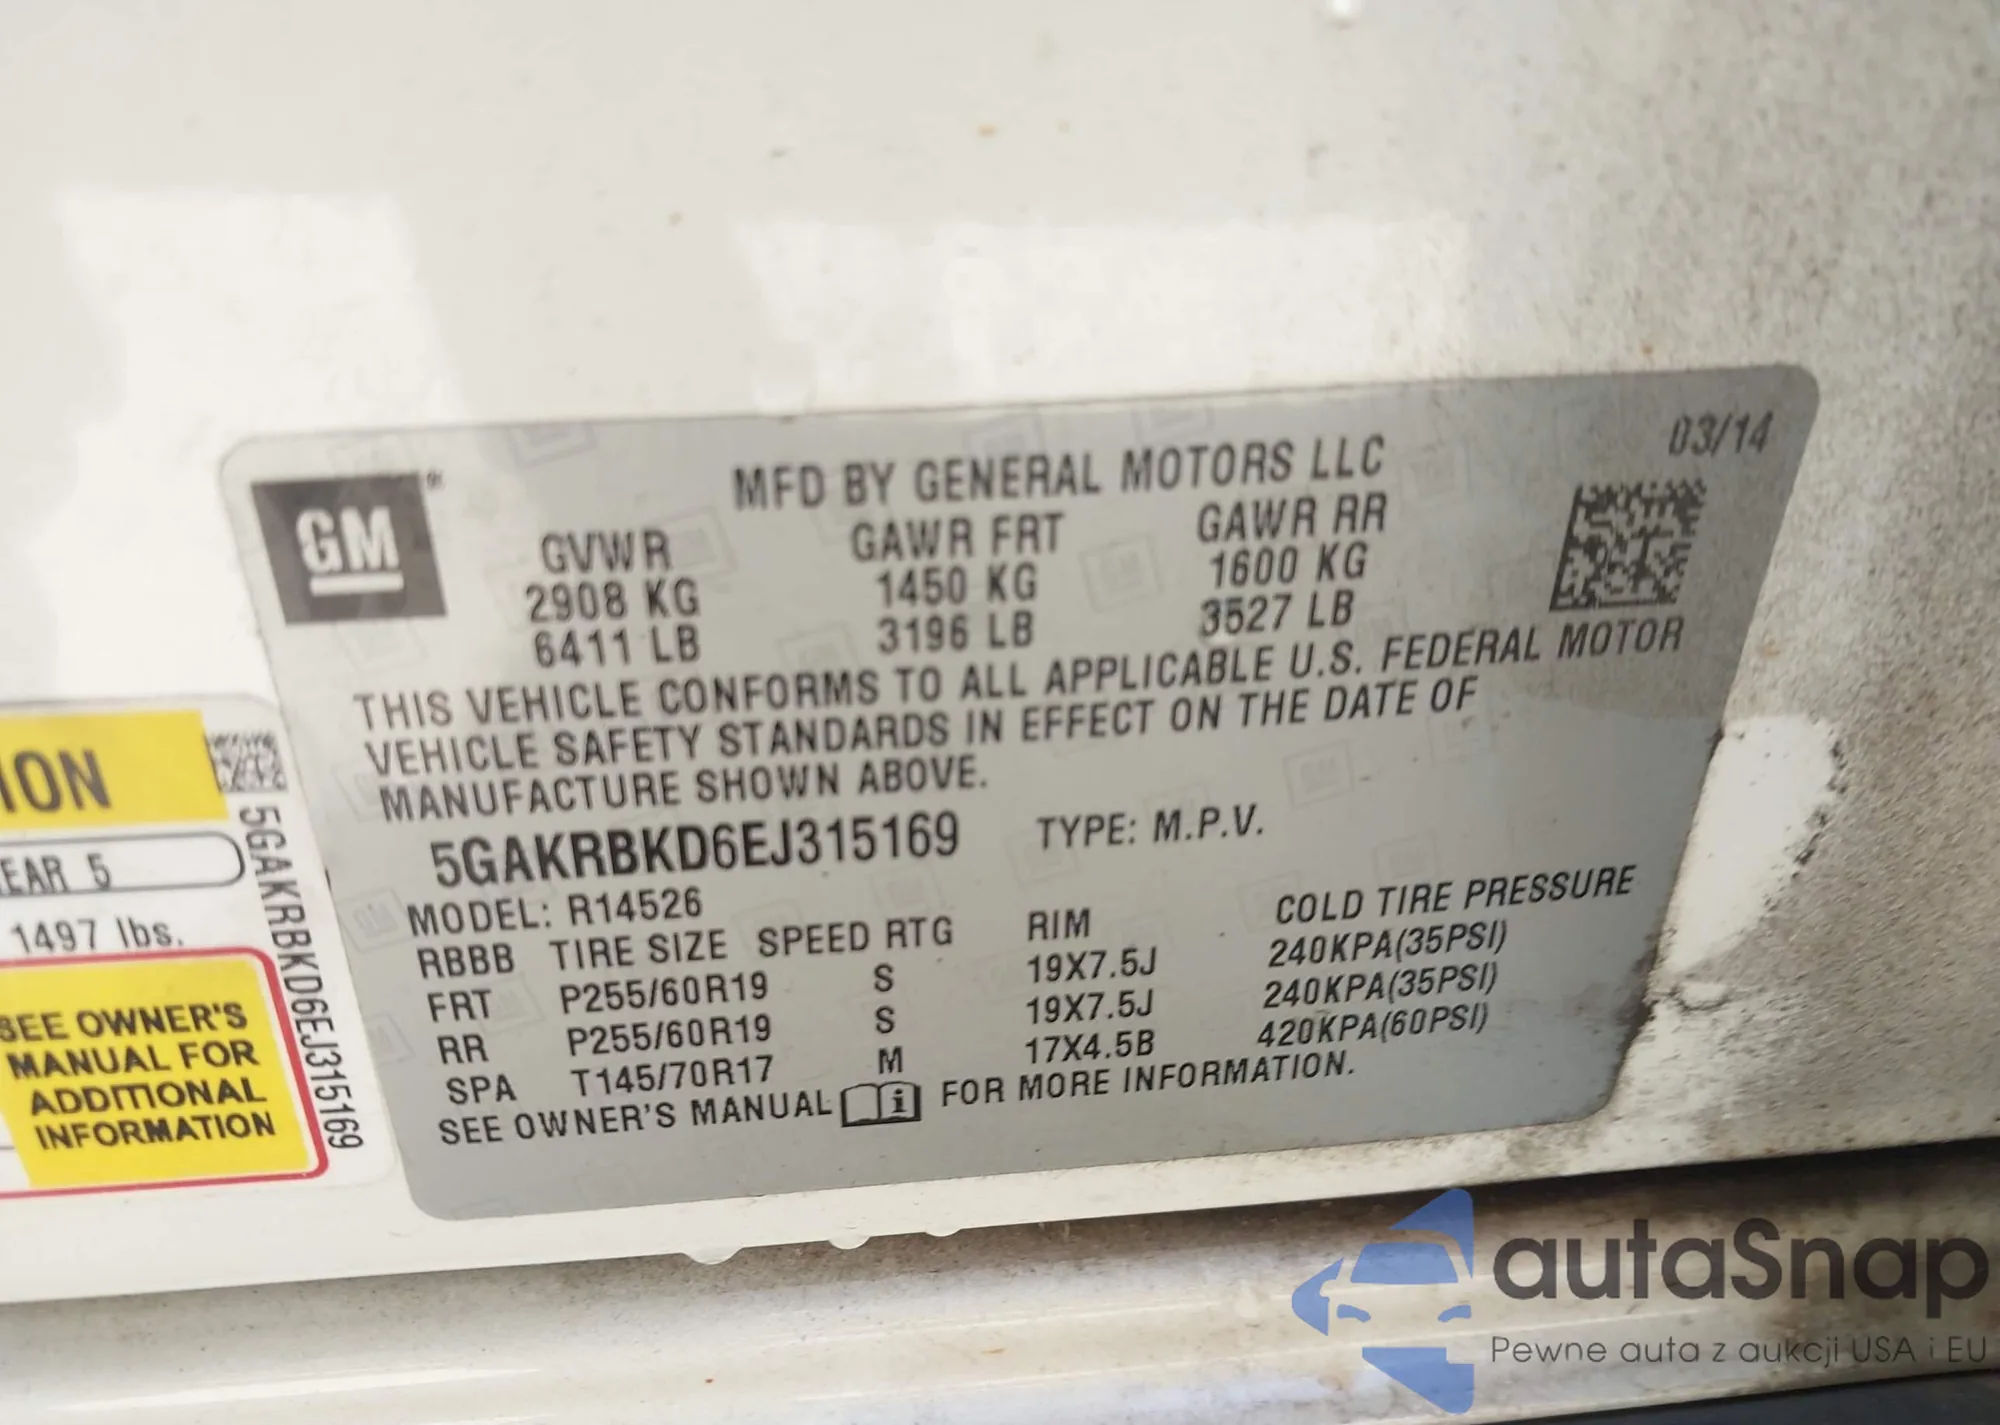 03/14
GM
MFD BY GENERAL MOTORS LLC
GVWR GAWR FRT GAWR RR
2908 KG 1450 KG 1600 KG
6411 LB 3196 LB 3527 LB
THIS VEHICLE CONFORMS TO ALL APPLICABLE U.S. FEDERAL MOTOR
VEHICLE SAFETY STANDARDS IN EFFECT ON THE DATE OF
MANUFACTURE SHOWN ABOVE.
5GAKRBKD6EJ315169 TYPE: M.P.V.
MODEL: R14526
RBBB TIRE SIZE SPEED RTG RIM COLD TIRE PRESSURE
FRT P255/60R19 S 19X7.5J 240KPA(35PSI)
RR P255/60R19 S 19X7.5J 240KPA(35PSI)
SPA T145/70R17 M 17X4.5B 420KPA(60PSI)
SEE OWNER'S MANUAL i FOR MORE INFORMATION.
ION
EAR 5
1497 lbs.
SEE OWNER'S
MANUAL FOR
ADDITIONAL
INFORMATION
5GAKRBKD6EJ315169
autaSnap
Pewne auta z aukcji USA i EU